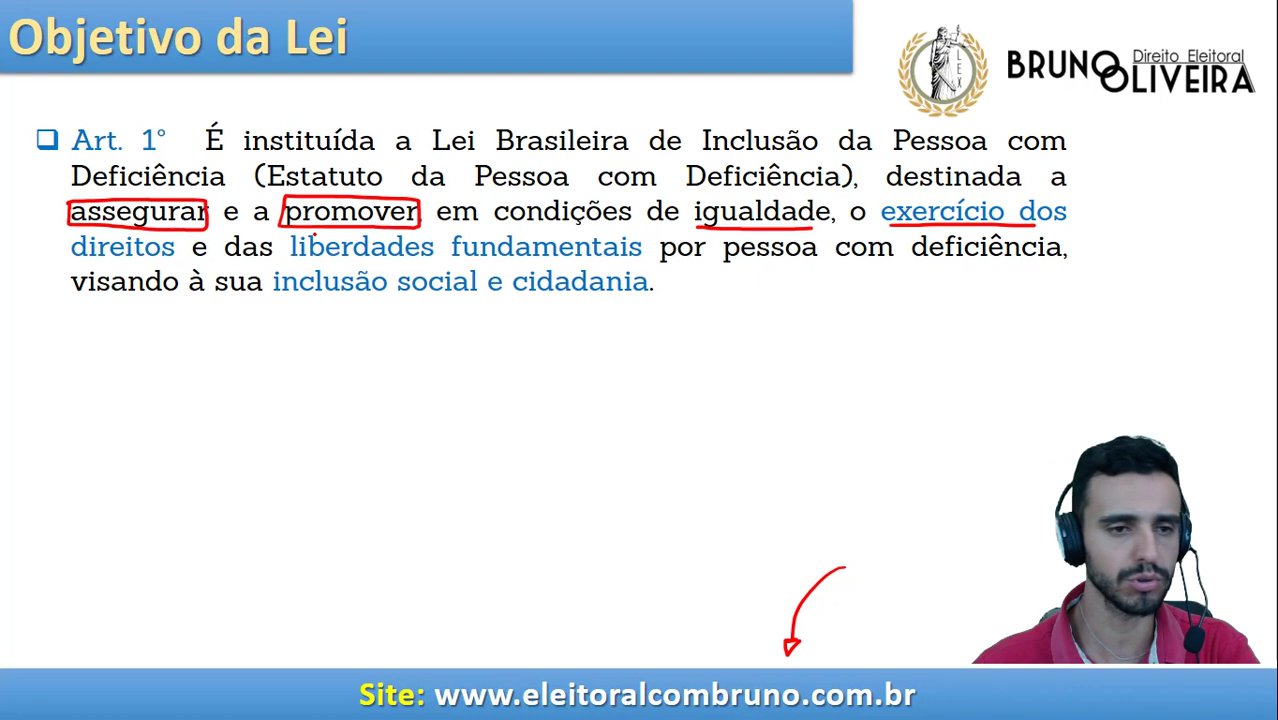 Objetivo da Lei
LEX
BRUNO OLIVEIRA
Direito Eleitoral
Art. 1° É instituída a Lei Brasileira de Inclusão da Pessoa com
Deficiência (Estatuto da Pessoa com Deficiência), destinada a
assegurar e a promover, em condições de igualdade, o exercício dos
direitos e das liberdades fundamentais por pessoa com deficiência,
visando à sua inclusão social e cidadania.
Site: www.eleitoralcombruno.com.br